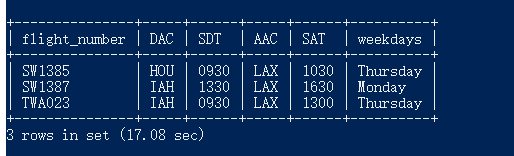 +---------------+-----+------+-----+------+----------+
| flight_number | DAC | SDT  | AAC | SAT  | weekdays |
+---------------+-----+------+-----+------+----------+
| SW1385        | HOU | 0930 | LAX | 1030 | Thursday |
| SW1387        | IAH | 1330 | LAX | 1630 | Monday   |
| TWA023        | IAH | 0930 | LAX | 1300 | Thursday |
+---------------+-----+------+-----+------+----------+
3 rows in set (17.08 sec)